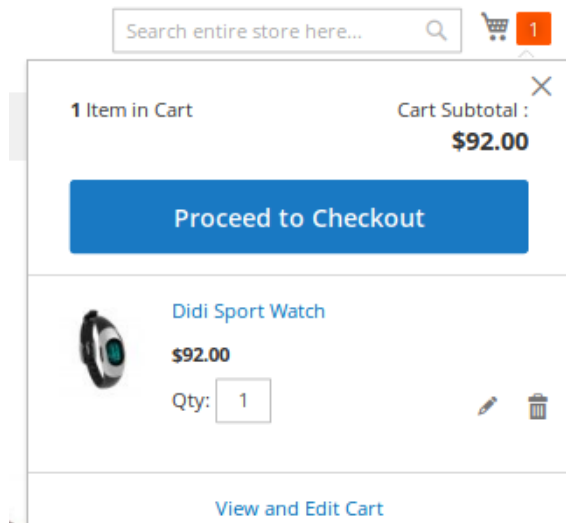 Search entire store here...
1
1 Item in Cart
Cart Subtotal :
$92.00
Proceed to Checkout
Didi Sport Watch
$92.00
Qty: 1
View and Edit Cart